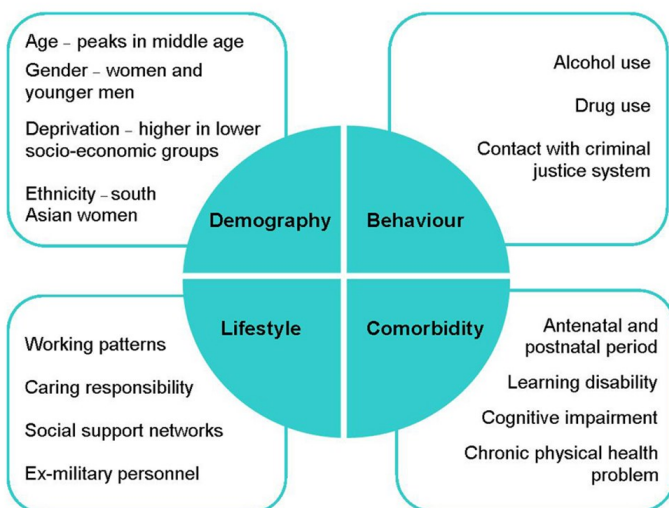 Age – peaks in middle age
Gender – women and
younger men
Deprivation – higher in lower
socio-economic groups
Ethnicity – south
Asian women
Demography
Alcohol use
Drug use
Contact with criminal
justice system
Behaviour
Working patterns
Caring responsibility
Social support networks
Ex-military personnel
Lifestyle
Antenatal and
postnatal period
Learning disability
Cognitive impairment
Chronic physical health
problem
Comorbidity